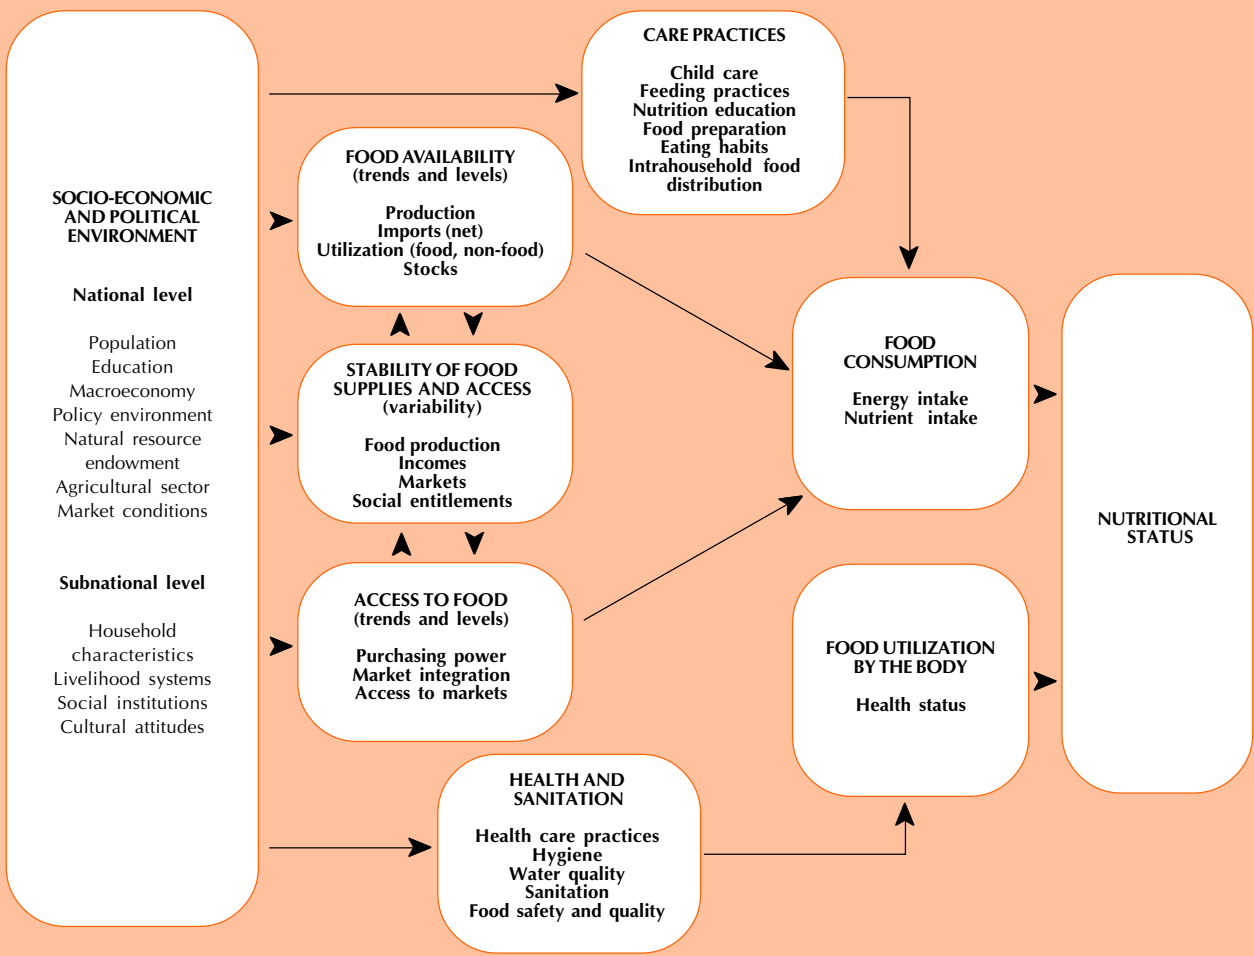 SOCIO-ECONOMIC
AND POLITICAL
ENVIRONMENT
National level
Population
Education
Macroeconomy
Policy environment
Natural resource
endowment
Agricultural sector
Market conditions
Subnational level
Household
characteristics
Livelihood systems
Social institutions
Cultural attitudes
CARE PRACTICES
Child care
Feeding practices
Nutrition education
Food preparation
Eating habits
Intrahousehold food
distribution
FOOD AVAILABILITY
(trends and levels)
Production
Imports (net)
Utilization (food, non-food)
Stocks
STABILITY OF FOOD
SUPPLIES AND ACCESS
(variability)
Food production
Incomes
Markets
Social entitlements
ACCESS TO FOOD
(trends and levels)
Purchasing power
Market integration
Access to markets
HEALTH AND
SANITATION
Health care practices
Hygiene
Water quality
Sanitation
Food safety and quality
FOOD
CONSUMPTION
Energy intake
Nutrient intake
FOOD UTILIZATION
BY THE BODY
Health status
NUTRITIONAL
STATUS